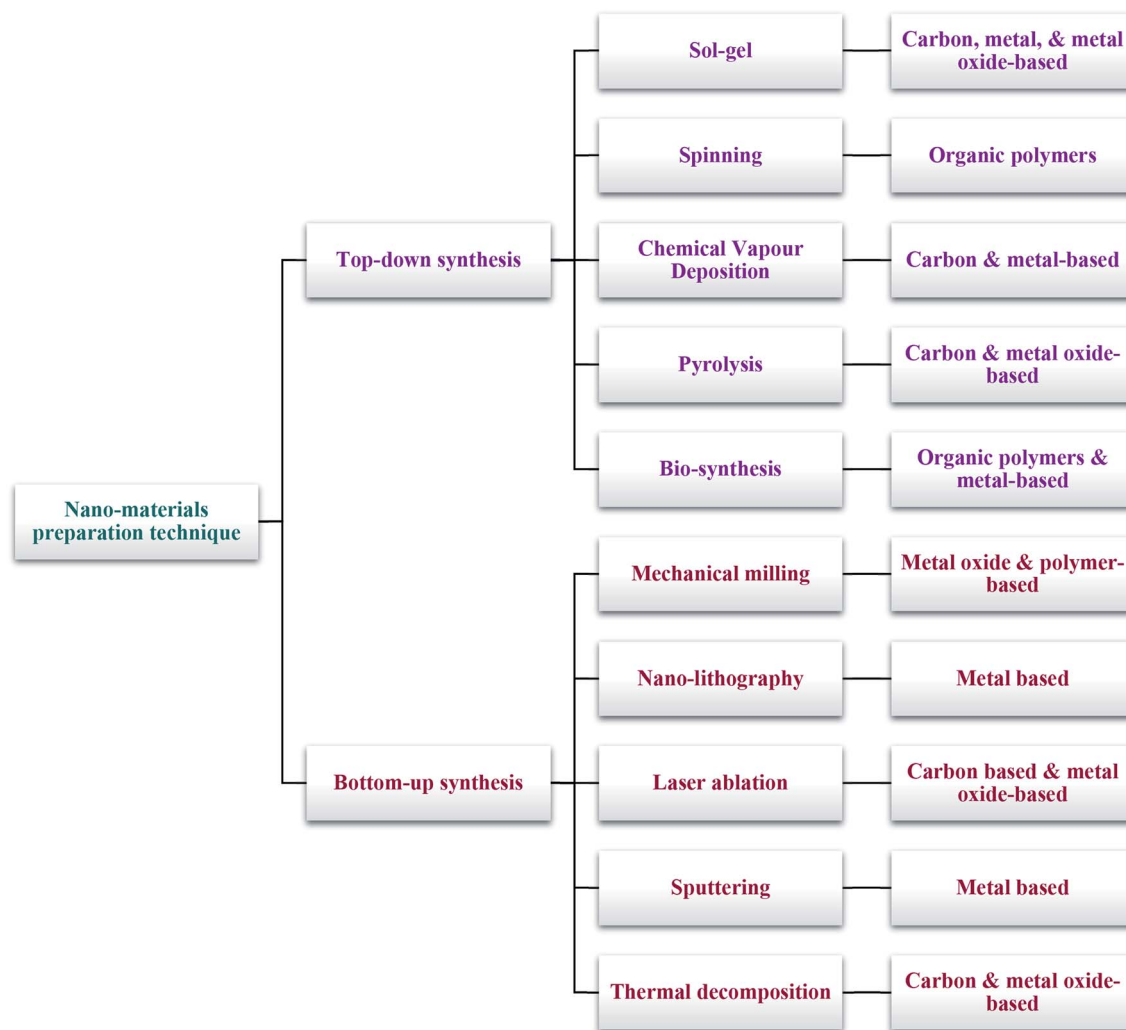 Sol-gel
Carbon, metal, & metal
oxide-based
Spinning
Organic polymers
Top-down synthesis
Chemical Vapour
Deposition
Carbon & metal-based
Pyrolysis
Carbon & metal oxide-
based
Bio-synthesis
Organic polymers &
metal-based
Nano-materials
preparation technique
Mechanical milling
Metal oxide & polymer-
based
Nano-lithography
Metal based
Bottom-up synthesis
Laser ablation
Carbon based & metal
oxide-based
Sputtering
Metal based
Thermal decomposition
Carbon & metal oxide-
based